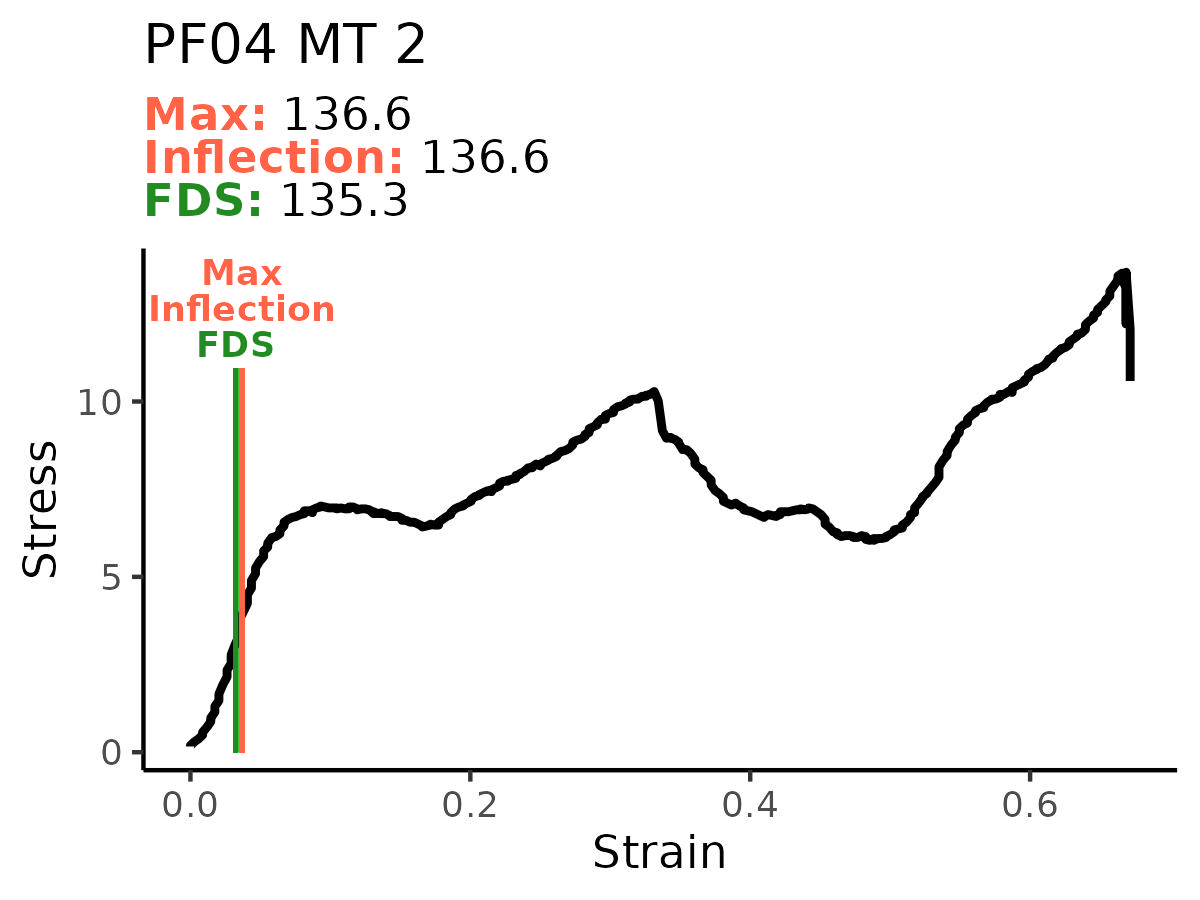 PF04 MT 2
Max: 136.6
Inflection: 136.6
FDS: 135.3
Max
Inflection
FDS
Stress
10
5
0
0.0 0.2 0.4 0.6
Strain